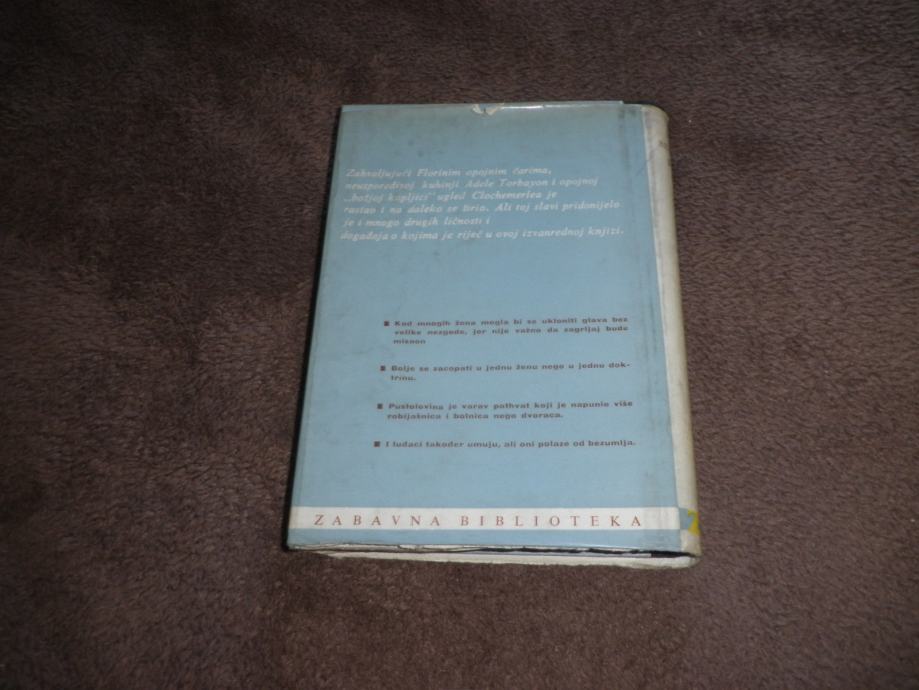 Zahvaljujući Florinim opojnim čarima,
neusporedivoj kuhinji Adele Torbayon i opojnoj
„božjoj kapljici" ugled Clochemerlea je
rastao i na daleko se širio. Ali toj slavi pridonijelo
je i mnogo drugih ličnosti i
događaja o kojima je riječ u ovoj izvanrednoj knjizi.
■ Kod mnogih žena mogla bi se ukloniti glava bez
velike nezgode, jer nije važno da zagrljaj bude
misaon
■ Bolje se zacopati u jednu ženu nego u jednu dok-
trinu.
■ Pustolovina je varav pothvat koji je napunio više
robijašnica i bolnica nego dvoraca.
■ I luđaci također umuju, ali oni polaze od bezumlja.
ZABAVNA BIBLIOTEKA